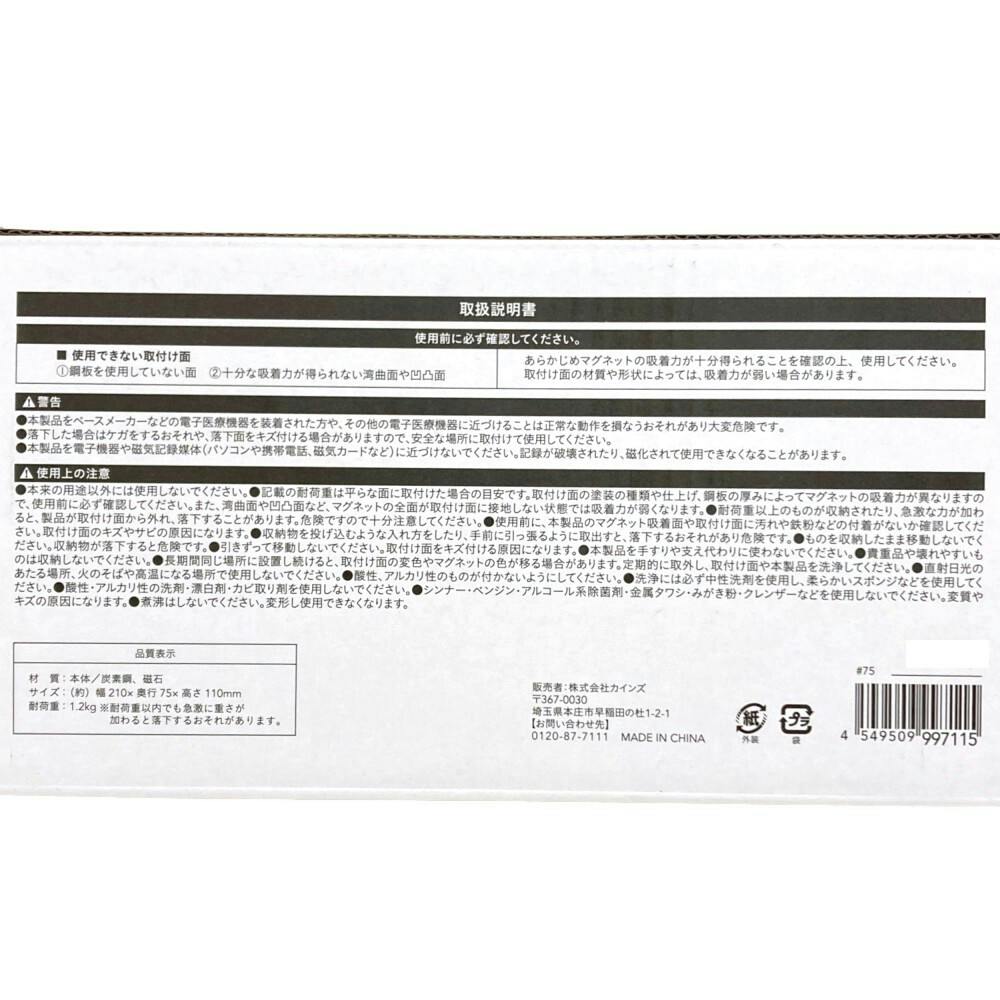 取扱説明書
使用前に必ず確認してください。
■ 使用できない取付け面
①鋼板を使用していない面 ②十分な吸着力が得られない湾曲面や凹凸面
あらかじめマグネットの吸着力が十分得られることを確認の上、使用してください。
取付け面の材質や形状によっては、吸着力が弱い場合があります。
⚠警告
●本製品をペースメーカーなどの電子医療機器を装着された方や、その他の電子医療機器に近づけることは正常な動作を損なうおそれがあり大変危険です。
●落下した場合はケガをするおそれや、落下面をキズ付ける場合がありますので、安全な場所に取付けて使用してください。
●本製品を電子機器や磁気記録媒体(パソコンや携帯電話、磁気カードなど)に近づけないでください。記録が破壊されたり、磁化されて使用できなくなることがあります。
⚠使用上の注意
●本来の用途以外には使用しないでください。●記載の耐荷重は平らな面に取付けた場合の目安です。取付け面の塗装の種類や仕上げ、鋼板の厚みによってマグネットの吸着力が異なりますので、使用前に必ず確認してください。また、湾曲面や凹凸面など、マグネットの全面が取付け面に接地しない状態では吸着力が弱くなります。●耐荷重以上のものが収納されたり、急激な力が加わると、製品が取付け面から外れ、落下することがあります。危険ですので十分注意してください。●使用前に、本製品のマグネット吸着面や取付け面に汚れや鉄粉などの付着がないか確認してください。取付け面のキズやサビの原因になります。●収納物を投げ込むような入れ方をしたり、手前に引っ張るように取出すと、落下するおそれがあり危険です。●ものを収納したまま移動しないでください。収納物が落下すると危険です。●引きずって移動しないでください。取付け面をキズ付ける原因になります。●本製品を手すりや支え代わりに使わないでください。●貴重品や壊れやすいものは収納しないでください。●長期間同じ場所に設置し続けると、取付け面の変色やマグネットの色が移る場合があります。定期的に取外し、取付け面や本製品を洗浄してください。●直射日光のあたる場所、火のそばや高温になる場所で使用しないでください。●酸性、アルカリ性のものが付かないようにしてください。●洗浄には必ず中性洗剤を使用し、柔らかいスポンジなどを使用してください。●酸性・アルカリ性の洗剤・漂白剤・カビ取り剤を使用しないでください。●シンナー・ベンジン・アルコール系除菌剤・金属タワシ・みがき粉・クレンザーなどを使用しないでください。変質やキズの原因になります。●煮沸はしないでください。変形し使用できなくなります。
品質表示
材 質：本体／炭素鋼、磁石
サイズ：(約)幅210×奥行75×高さ110mm
耐荷重：1.2kg ※耐荷重以内でも急激に重さが
加わると落下するおそれがあります。
販売者：株式会社カインズ
〒367-0030
埼玉県本庄市早稲田の杜1-2-1
【お問い合わせ先】
0120-87-7111 MADE IN CHINA
紙
外装
プラ
袋
#75
4 549509 997115